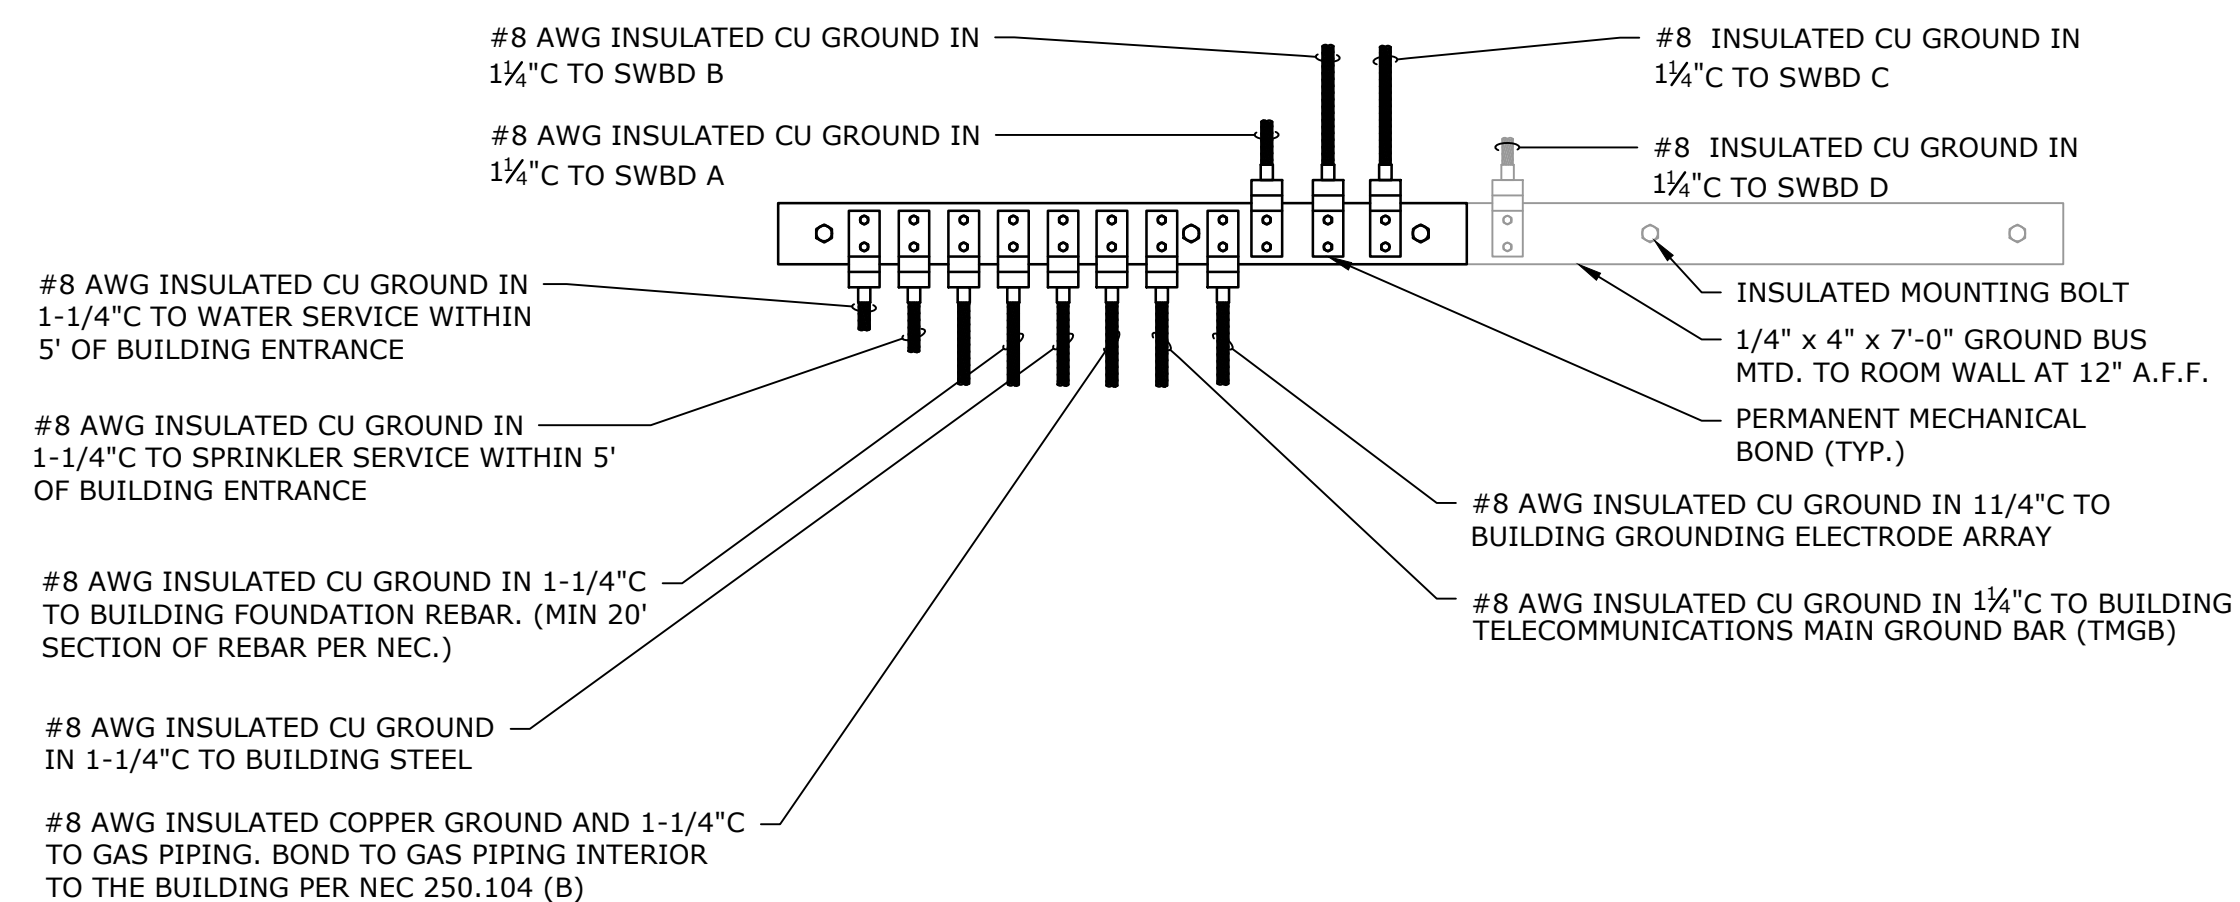 #8 AWG INSULATED CU GROUND IN
1¼"C TO SWBD B
#8 AWG INSULATED CU GROUND IN
1¼"C TO SWBD A
#8 INSULATED CU GROUND IN
1¼"C TO SWBD C
#8 INSULATED CU GROUND IN
1¼"C TO SWBD D
#8 AWG INSULATED CU GROUND IN
1-1/4"C TO WATER SERVICE WITHIN
5' OF BUILDING ENTRANCE
#8 AWG INSULATED CU GROUND IN
1-1/4"C TO SPRINKLER SERVICE WITHIN 5'
OF BUILDING ENTRANCE
#8 AWG INSULATED CU GROUND IN 1-1/4"C
TO BUILDING FOUNDATION REBAR. (MIN 20'
SECTION OF REBAR PER NEC.)
#8 AWG INSULATED CU GROUND
IN 1-1/4"C TO BUILDING STEEL
#8 AWG INSULATED COPPER GROUND AND 1-1/4"C
TO GAS PIPING. BOND TO GAS PIPING INTERIOR
TO THE BUILDING PER NEC 250.104 (B)
INSULATED MOUNTING BOLT
1/4" x 4" x 7'-0" GROUND BUS
MTD. TO ROOM WALL AT 12" A.F.F.
PERMANENT MECHANICAL
BOND (TYP.)
#8 AWG INSULATED CU GROUND IN 11/4"C TO
BUILDING GROUNDING ELECTRODE ARRAY
#8 AWG INSULATED CU GROUND IN 1¼"C TO BUILDING
TELECOMMUNICATIONS MAIN GROUND BAR (TMGB)